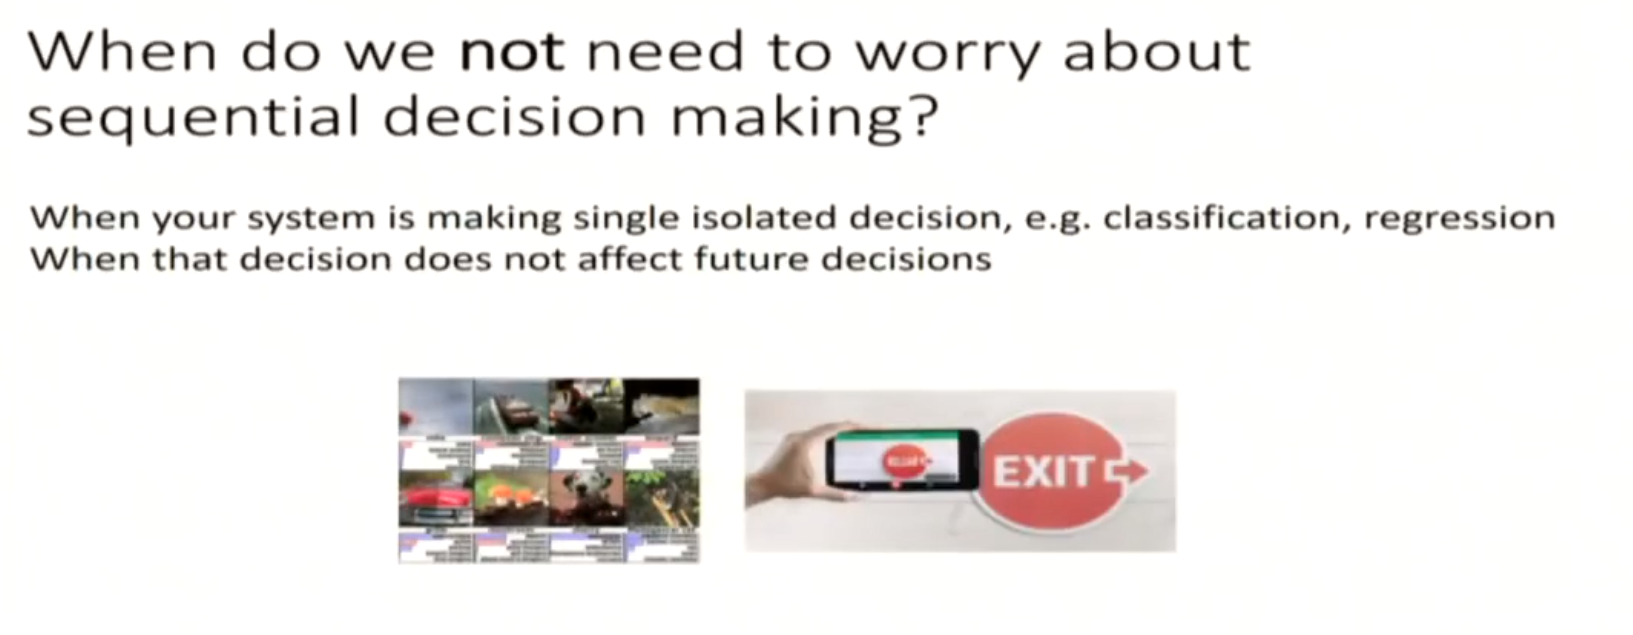 When do we not need to worry about
sequential decision making?
When your system is making single isolated decision, e.g. classification, regression
When that decision does not affect future decisions
EXIT